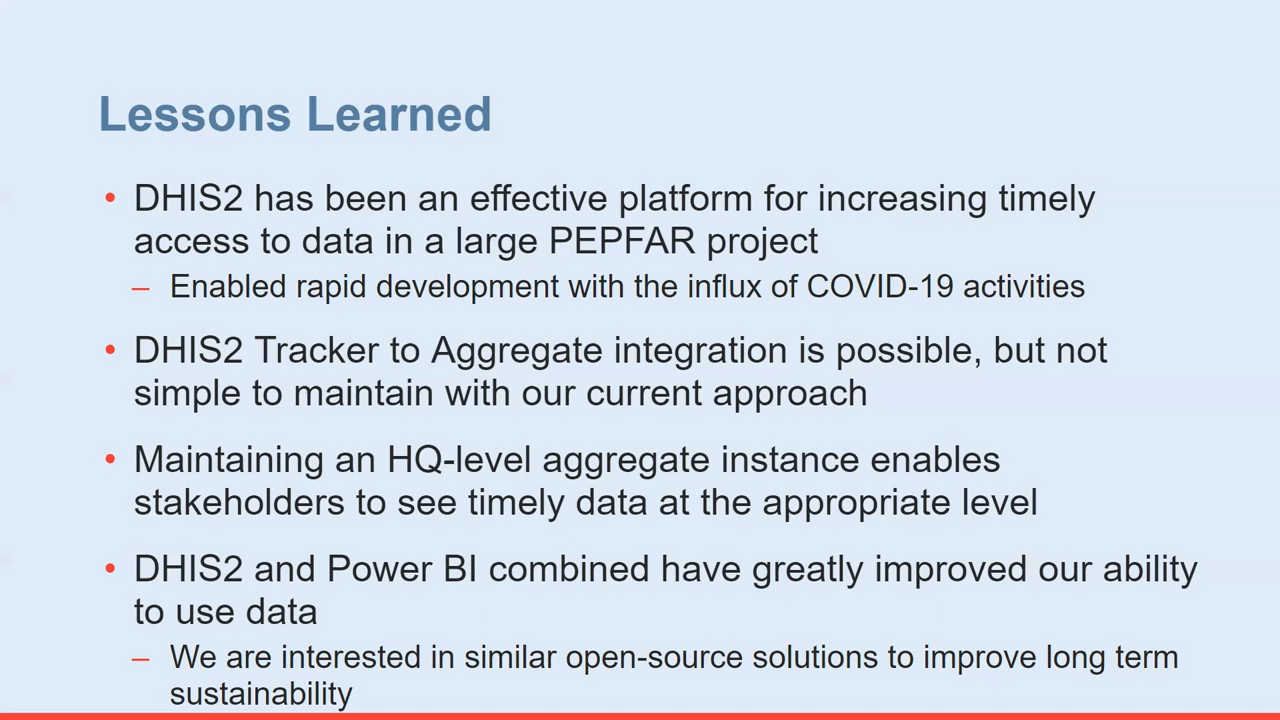 Lessons Learned
• DHIS2 has been an effective platform for increasing timely
access to data in a large PEPFAR project
– Enabled rapid development with the influx of COVID-19 activities
• DHIS2 Tracker to Aggregate integration is possible, but not
simple to maintain with our current approach
• Maintaining an HQ-level aggregate instance enables
stakeholders to see timely data at the appropriate level
• DHIS2 and Power BI combined have greatly improved our ability
to use data
– We are interested in similar open-source solutions to improve long term
sustainability